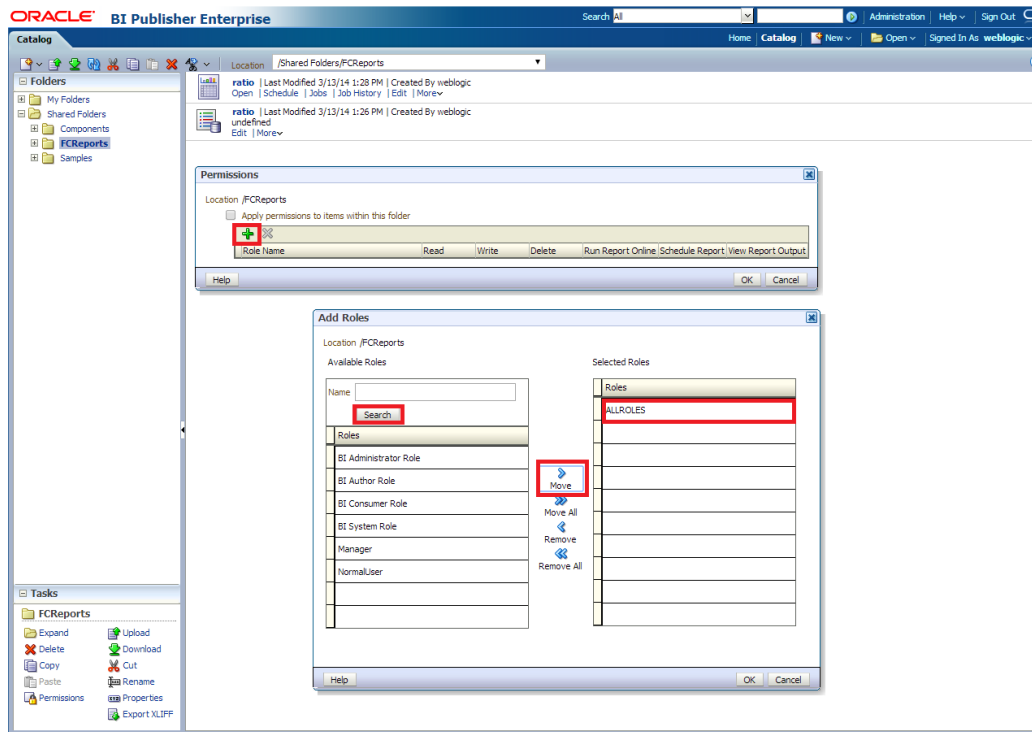 ORACLE' BI Publisher Enterprise Search All Administration Help Sign Out
Catalog Home Catalog New Open Signed In As weblogic
Location /Shared Folders/FCReports
Folders
My Folders
Shared Folders
Components
FCReports
Samples
ratio | Last Modified 3/13/14 1:28 PM | Created By weblogic
Open | Schedule | Jobs | Job History | Edit | More
ratio | Last Modified 3/13/14 1:26 PM | Created By weblogic
undefined
Edit | More
Permissions
Location /FCReports
Apply permissions to items within this folder
Role Name Read Write Delete Run Report Online Schedule Report View Report Output
Help OK Cancel
Add Roles
Location /FCReports
Available Roles
Name
Search
Roles
BI Administrator Role
BI Author Role
BI Consumer Role
BI System Role
Manager
NormalUser
Move
Move All
Remove
Remove All
Selected Roles
Roles
ALLROLES
Help OK Cancel
Tasks
FCReports
Expand Upload
Delete Download
Copy Cut
Paste Rename
Permissions Properties
Export XLIFF